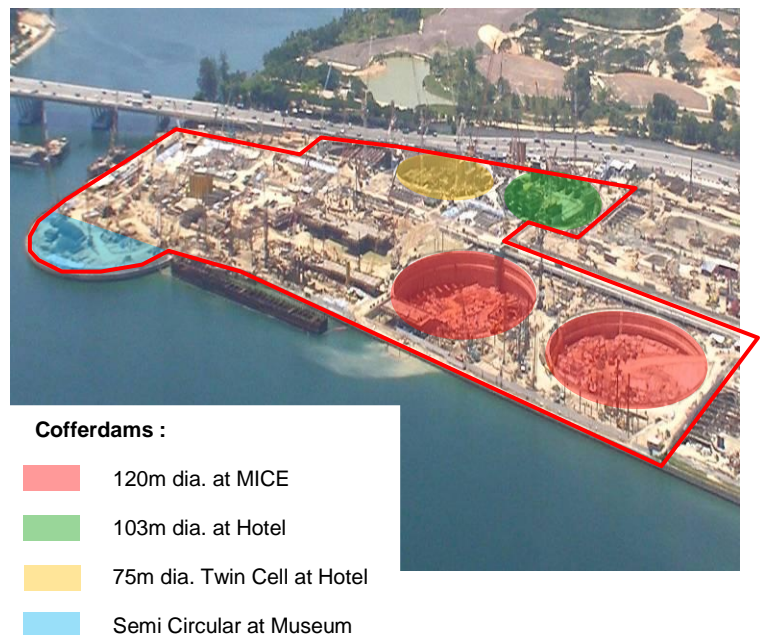 Cofferdams :
120m dia. at MICE
103m dia. at Hotel
75m dia. Twin Cell at Hotel
Semi Circular at Museum